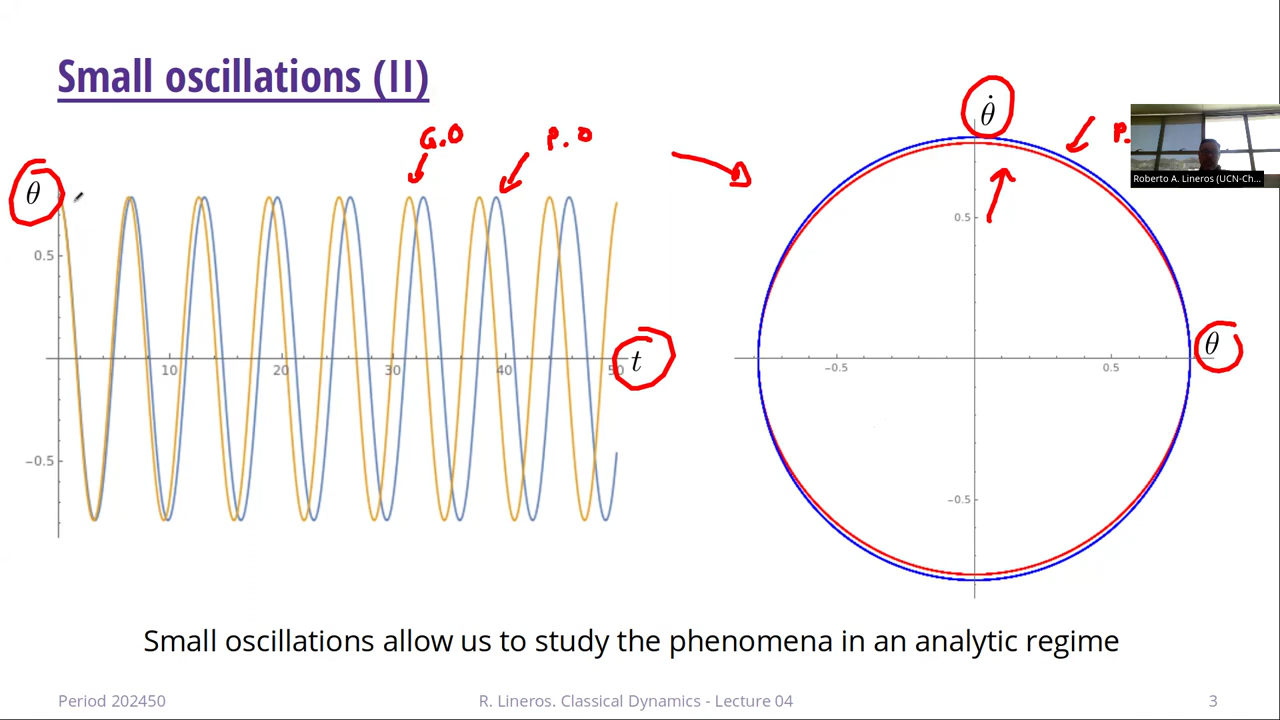 Small oscillations (II)
G.O
P.O
θ
0.5
-0.5
10
20
30
40
50
t
θ̇
P.
0.5
-0.5
-0.5
0.5
θ
Roberto A. Lineros (UCN-Ch...
Small oscillations allow us to study the phenomena in an analytic regime
Period 202450
R. Lineros. Classical Dynamics - Lecture 04
3